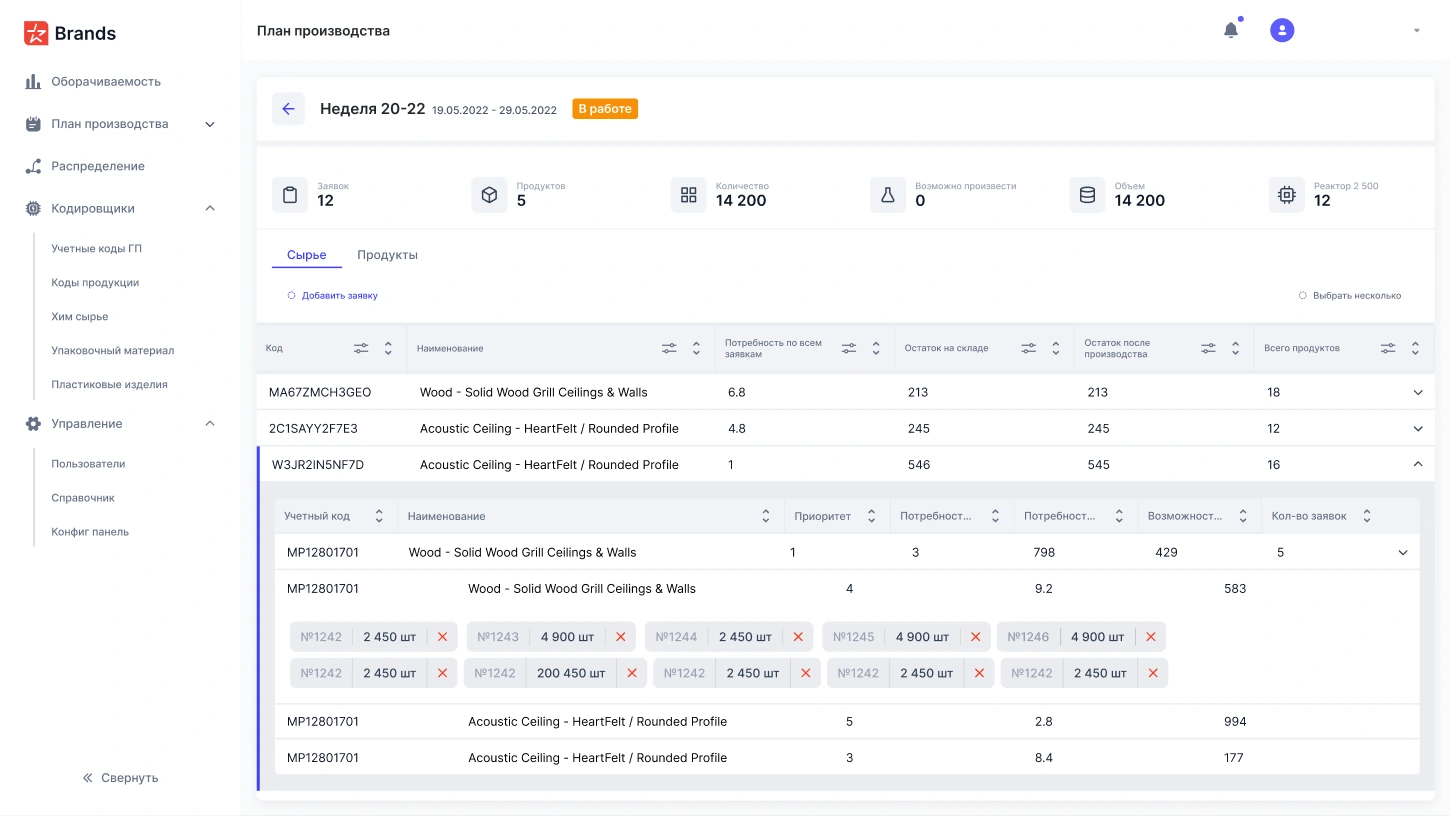 Brands
План производства
Оборачиваемость
План производства
Распределение
Кодировщики
Учетные коды ГП
Коды продукции
Хим сырье
Упаковочный материал
Пластиковые изделия
Управление
Пользователи
Справочник
Конфиг панель
Свернуть
Неделя 20-22 19.05.2022 - 29.05.2022 В работе
Заявок
12
Продуктов
5
Количество
14 200
Возможно произвести
0
Объем
14 200
Реактор 2 500
12
Сырье Продукты
Добавить заявку Выбрать несколько
Код Наименование Потребность по всем заявкам Остаток на складе Остаток после производства Всего продуктов
MA67ZMCH3GEO Wood - Solid Wood Grill Ceilings & Walls 6.8 213 213 18
2C1SAYY2F7E3 Acoustic Ceiling - HeartFelt / Rounded Profile 4.8 245 245 12
W3JR2IN5NF7D Acoustic Ceiling - HeartFelt / Rounded Profile 1 546 545 16
Учетный код Наименование Приоритет Потребност... Потребност... Возможност... Кол-во заявок
MP12801701 Wood - Solid Wood Grill Ceilings & Walls 1 3 798 429 5
MP12801701 Wood - Solid Wood Grill Ceilings & Walls 4 9.2 583
№1242 2 450 шт №1243 4 900 шт №1244 2 450 шт №1245 4 900 шт №1246 4 900 шт
№1242 2 450 шт №1242 200 450 шт №1242 2 450 шт №1242 2 450 шт №1242 2 450 шт
MP12801701 Acoustic Ceiling - HeartFelt / Rounded Profile 5 2.8 994
MP12801701 Acoustic Ceiling - HeartFelt / Rounded Profile 3 8.4 177